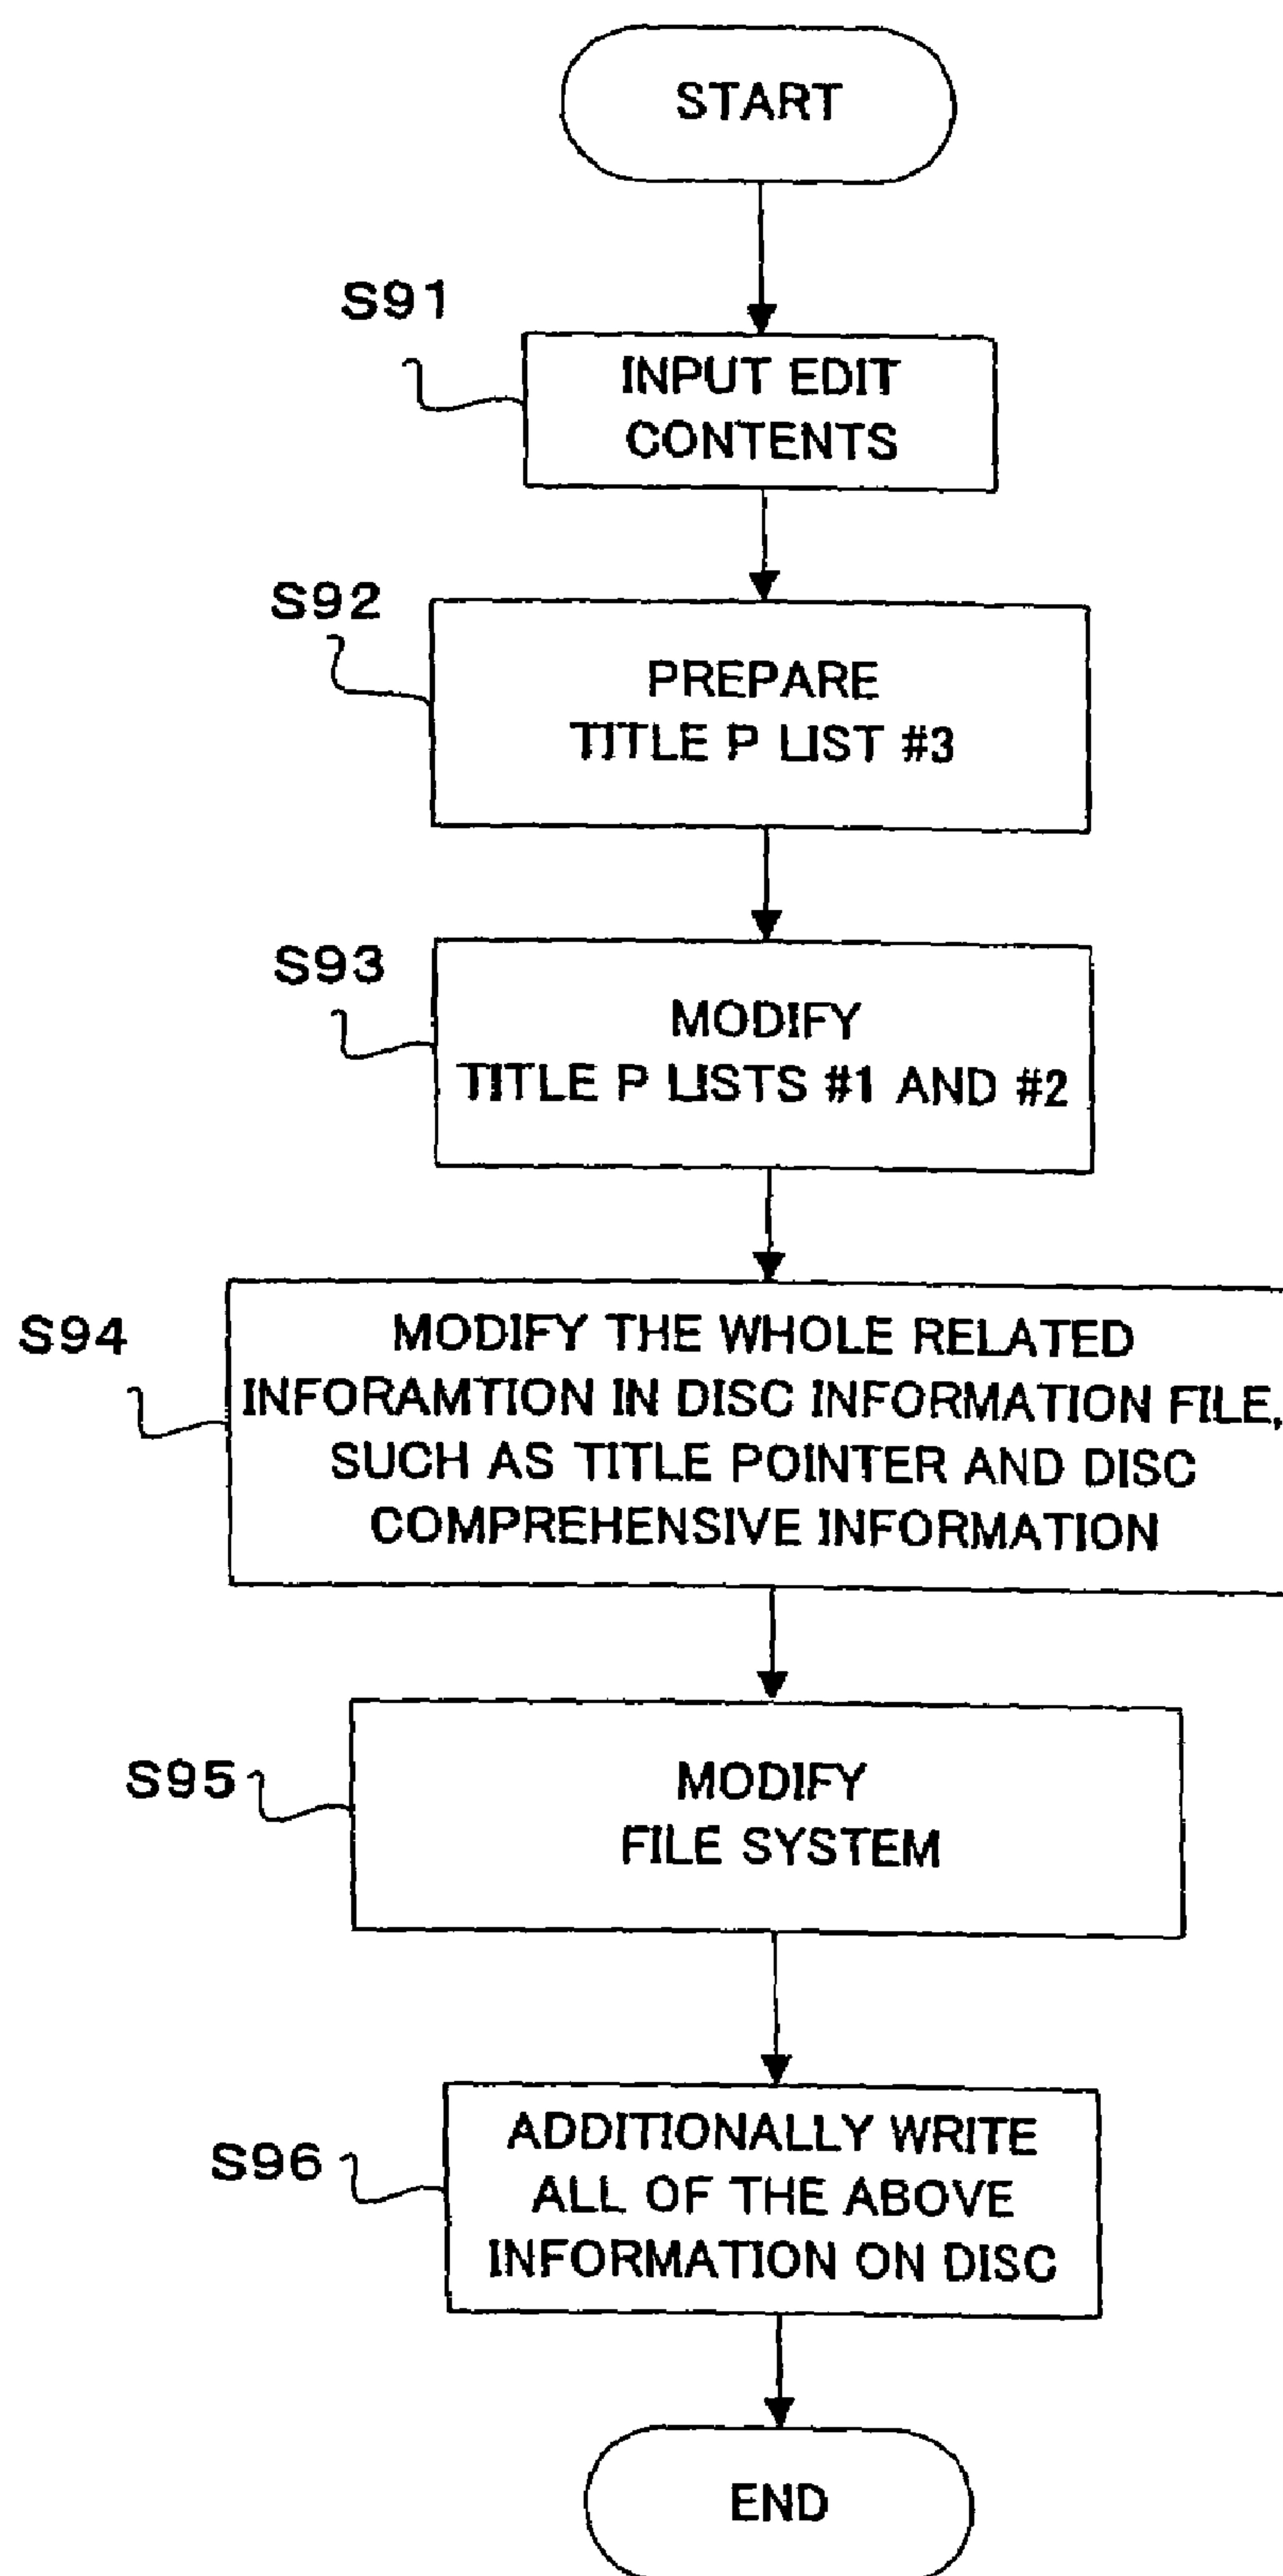 START
S91
INPUT EDIT
CONTENTS
S92
PREPARE
TITLE P LIST #3
S93
MODIFY
TITLE P LISTS #1 AND #2
S94
MODIFY THE WHOLE RELATED
INFORAMTION IN DISC INFORMATION FILE,
SUCH AS TITLE POINTER AND DISC
COMPREHENSIVE INFORMATION
S95
MODIFY
FILE SYSTEM
S96
ADDITIONALLY WRITE
ALL OF THE ABOVE
INFORMATION ON DISC
END